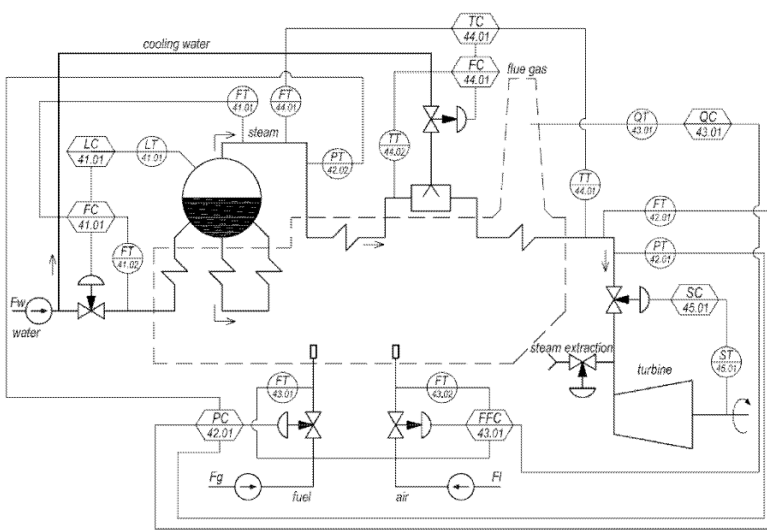 cooling water
TC
44.01
FC
44.01
flue gas
FT
41.01
FT
44.01
steam
QT
43.01
QC
43.01
LC
41.01
LT
41.01
TT
44.02
PT
42.02
TT
44.01
FC
41.01
FT
41.02
FT
42.01
PT
42.01
Fw
water
SC
45.01
steam extraction
ST
45.01
turbine
FT
43.01
FT
43.02
PC
42.01
FFC
43.01
Fg
fuel
air
Fl